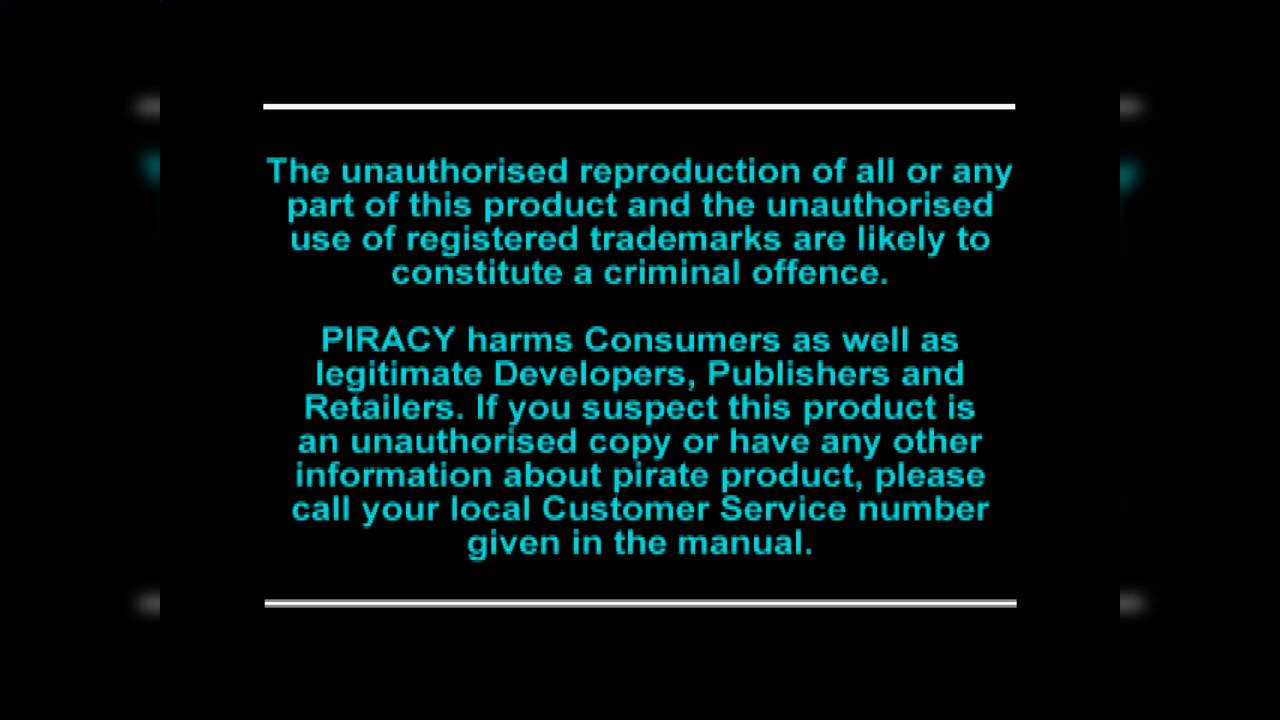 The unauthorised reproduction of all or any
part of this product and the unauthorised
use of registered trademarks are likely to
constitute a criminal offence.
PIRACY harms Consumers as well as
legitimate Developers, Publishers and
Retailers. If you suspect this product is
an unauthorised copy or have any other
information about pirate product, please
call your local Customer Service number
given in the manual.